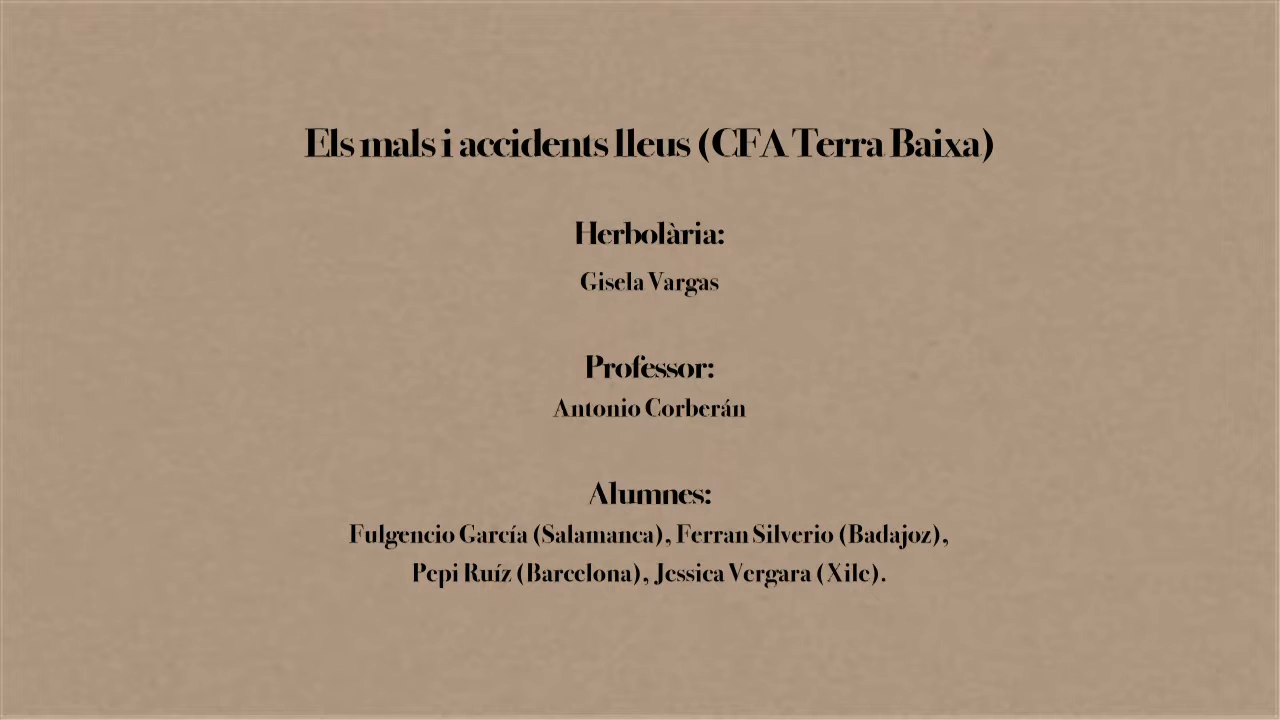 Els mals i accidents lleus (CFA Terra Baixa)
Herbolària:
Gisela Vargas
Professor:
Antonio Corberán
Alumnes:
Fulgencio García (Salamanca), Ferran Silverio (Badajoz),
Pepi Ruíz (Barcelona), Jessica Vergara (Xile).